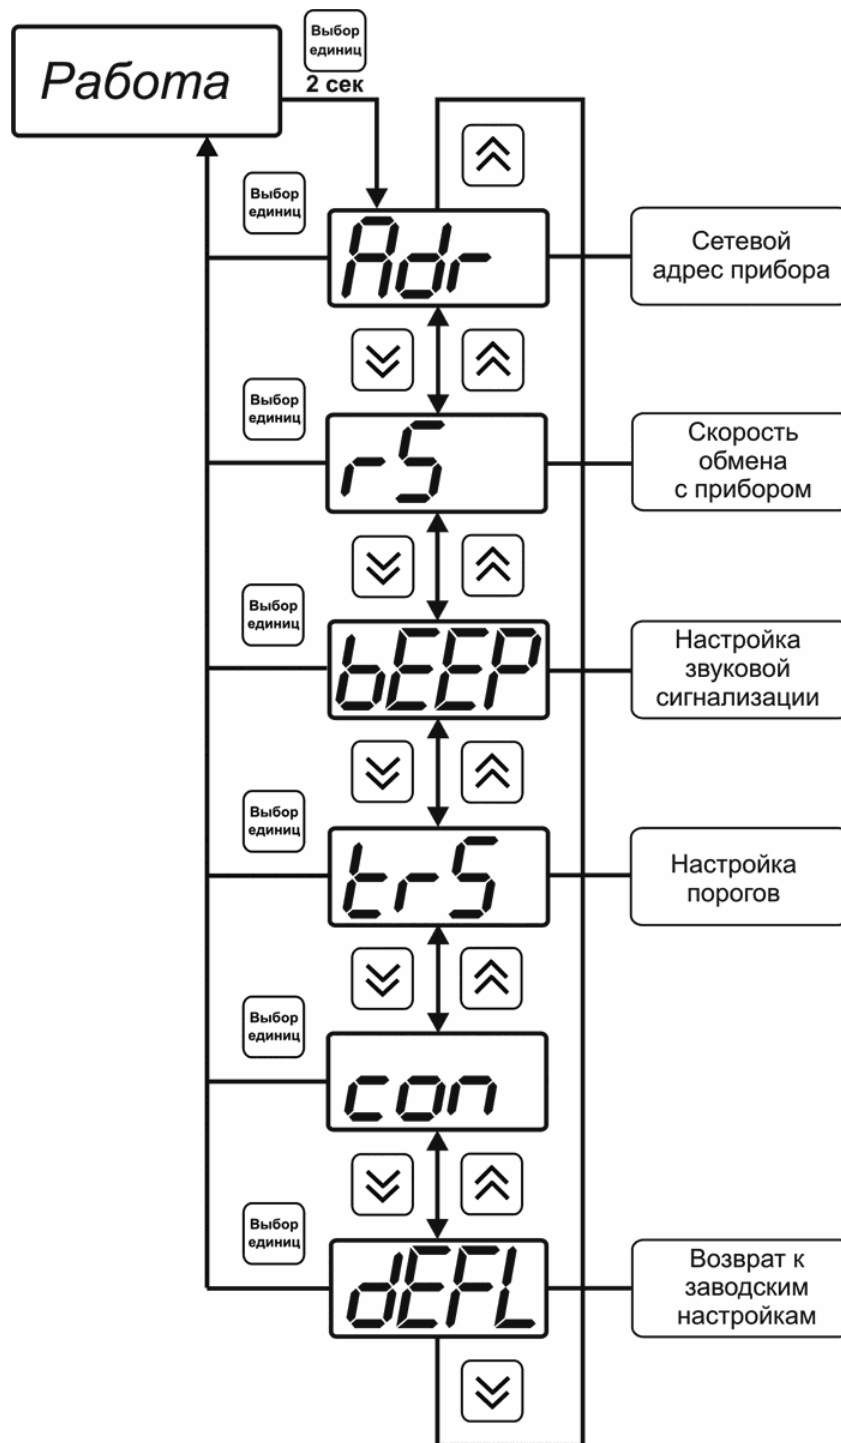 Работа
Выбор
единиц
2 сек
Выбор
единиц
Adr
Сетевой
адрес прибора
Выбор
единиц
rS
Скорость
обмена
с прибором
Выбор
единиц
bEEP
Настройка
звуковой
сигнализации
Выбор
единиц
trS
Настройка
порогов
Выбор
единиц
con
Выбор
единиц
dEFL
Возврат к
заводским
настройкам